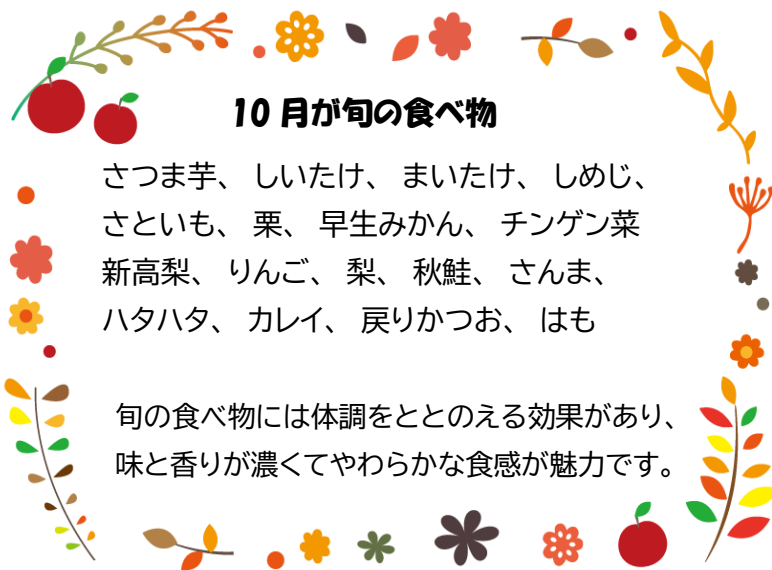 10月が旬の食べ物
さつま芋、 しいたけ、 まいたけ、 しめじ、
さといも、 栗、 早生みかん、 チンゲン菜
新高梨、 りんご、 梨、 秋鮭、 さんま、
ハタハタ、 カレイ、 戻りかつお、 はも
旬の食べ物には体調をととのえる効果があり、
味と香りが濃くてやわらかな食感が魅力です。